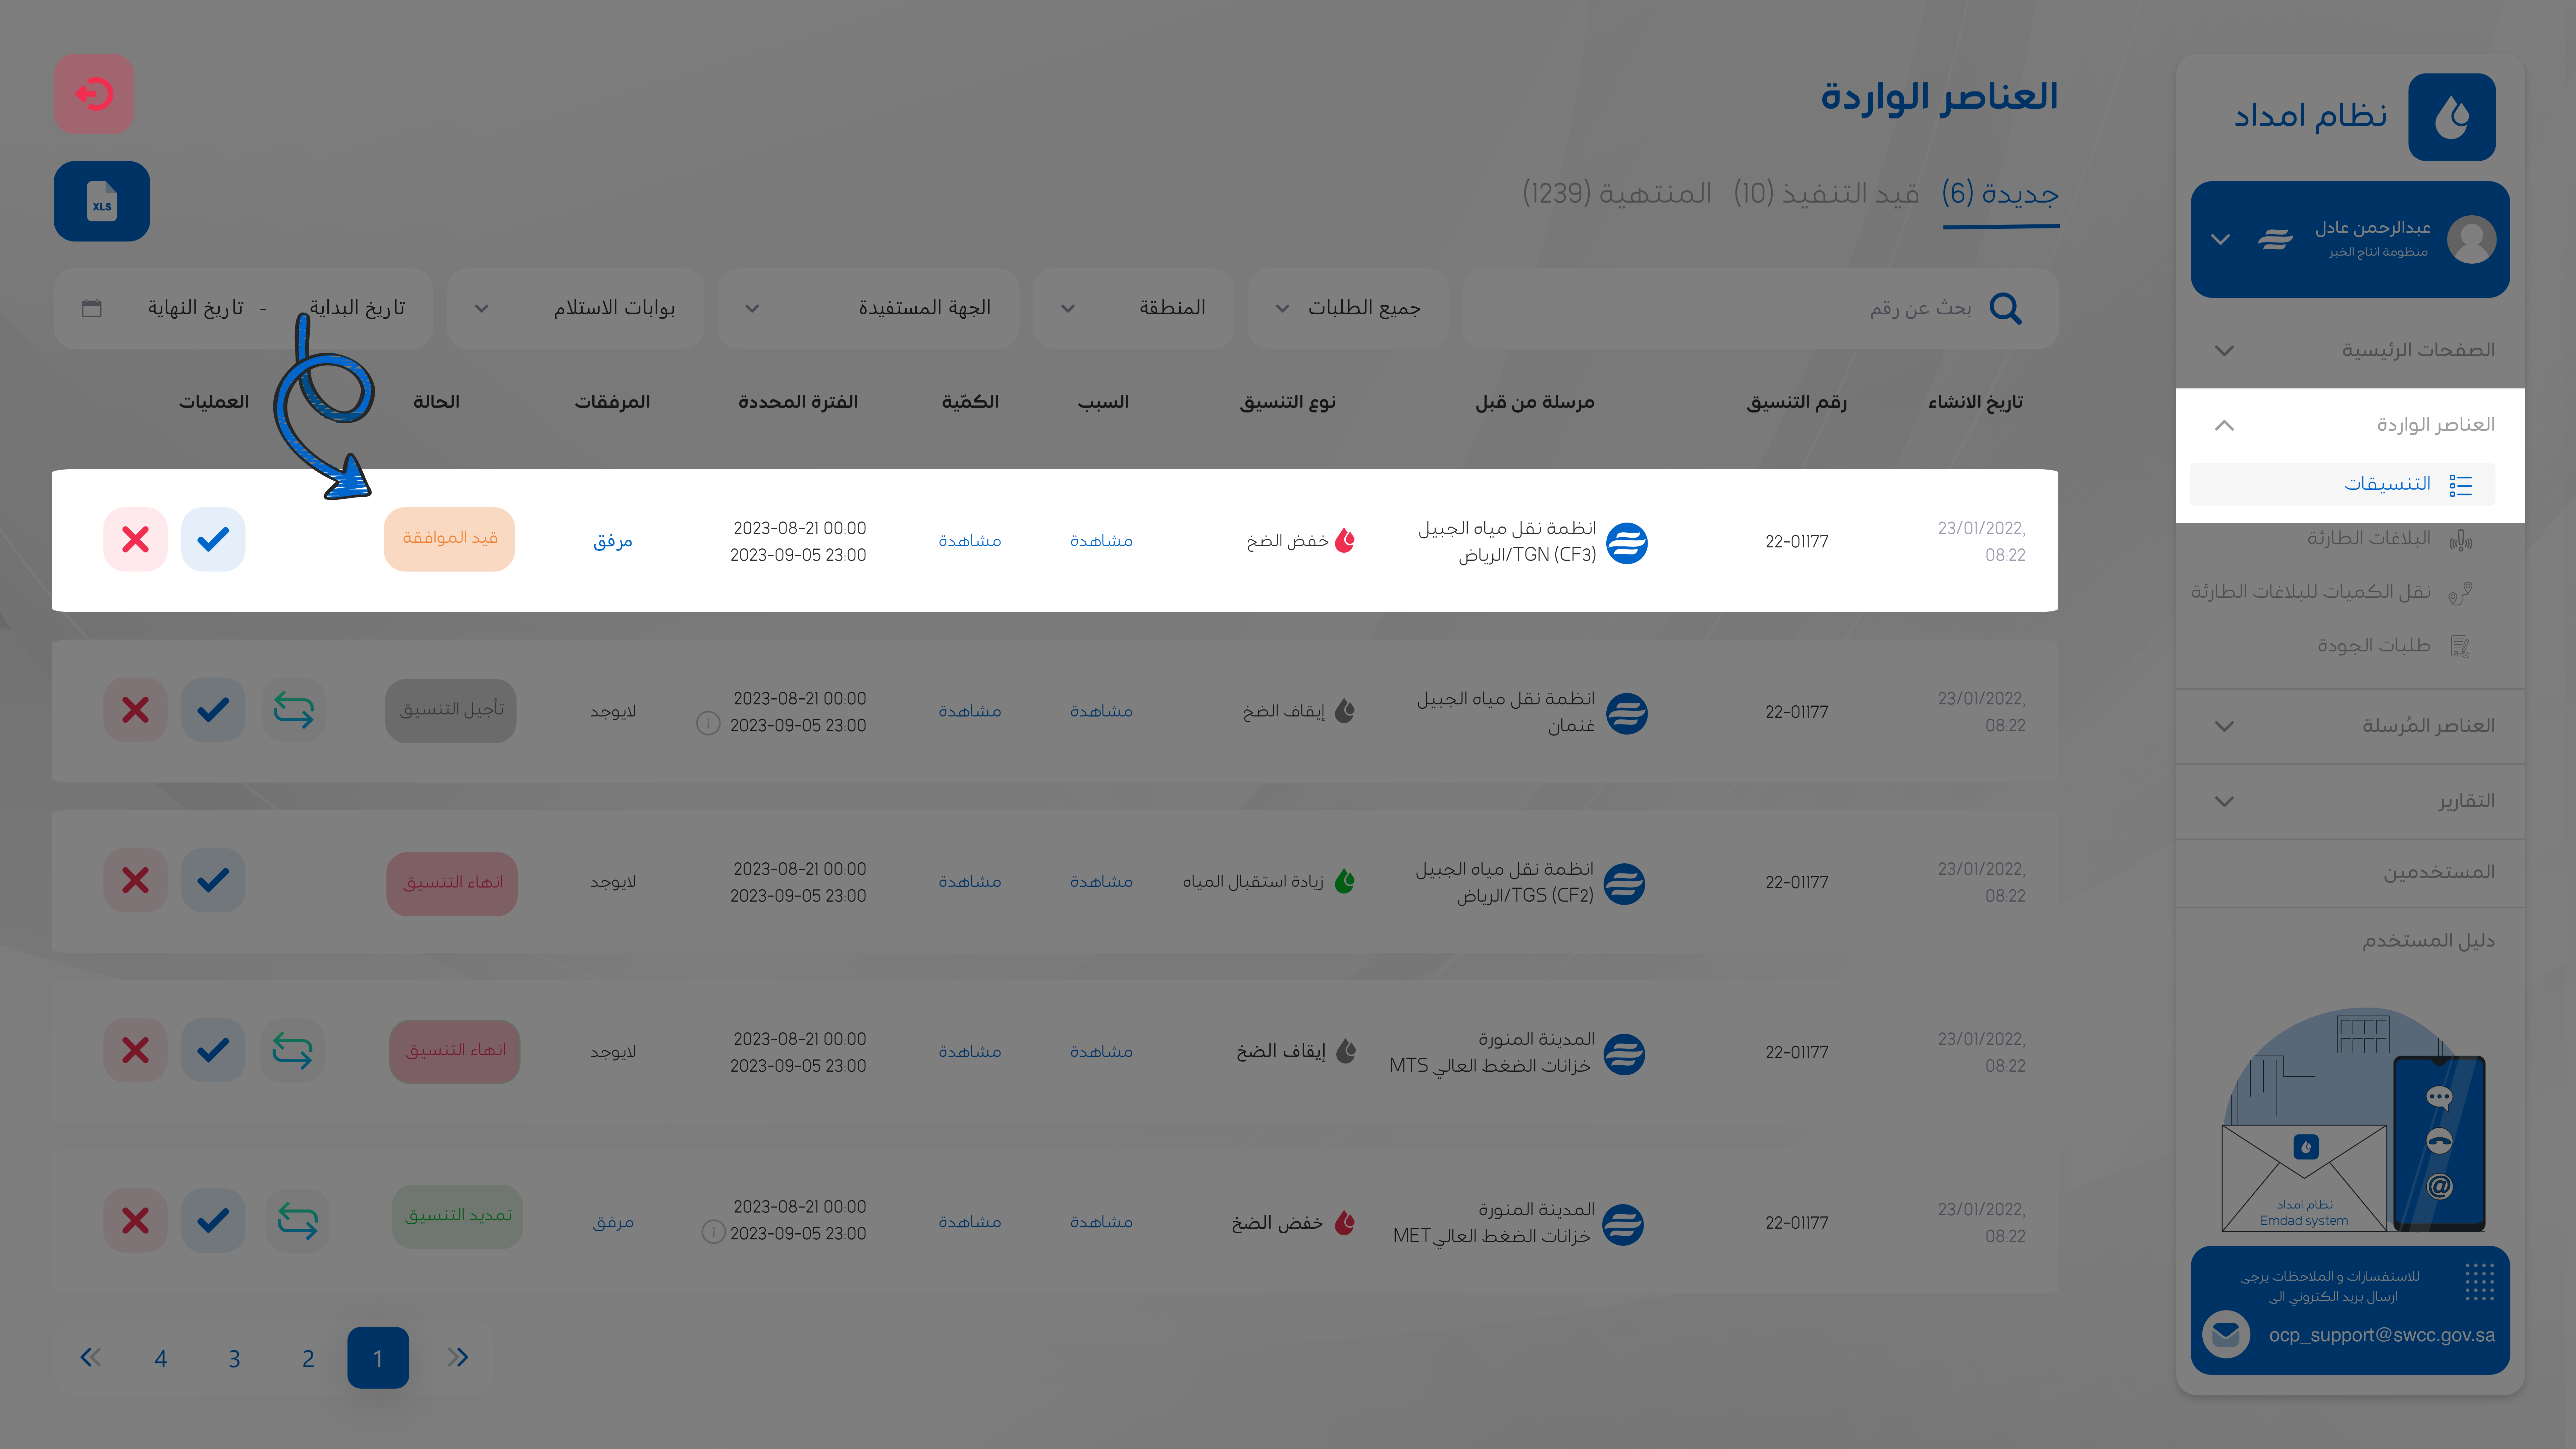 نظام امداد
عبدالرحمن عادل
منظومة انتاج الخبر
الصفحات الرئيسية
العناصر الواردة
التنسيقات
البلاغات الطارئة
نقل الكميات للبلاغات الطارئة
طلبات الجودة
العناصر المُرسلة
التقارير
المستخدمين
دليل المستخدم
نظام امداد
Emdad system
للاستفسارات و الملاحظات يرجى
ارسال بريد الكتروني الى
ocp_support@swcc.gov.sa
العناصر الواردة
جديدة (6) قيد التنفيذ (10) المنتهية (1239)
XLS
بحث عن رقم جميع الطلبات المنطقة الجهة المستفيدة بوابات الاستلام تاريخ البداية - تاريخ النهاية
تاريخ الانشاء رقم التنسيق مرسلة من قبل نوع التنسيق السبب الكمّية الفترة المحددة المرفقات الحالة العمليات
23/01/2022, انظمة نقل مياه الجبيل 2023-08-21 00:00
22-01177 خفض الضخ مشاهدة مشاهدة مرفق قيد الموافقة
08:22 الرياض/TGN (CF3) 2023-09-05 23:00
23/01/2022, انظمة نقل مياه الجبيل 2023-08-21 00:00
22-01177 إيقاف الضخ مشاهدة مشاهدة لايوجد تأجيل التنسيق
08:22 غنمان 2023-09-05 23:00
23/01/2022, انظمة نقل مياه الجبيل 2023-08-21 00:00
22-01177 زيادة استقبال المياه مشاهدة مشاهدة لايوجد انهاء التنسيق
08:22 الرياض/TGS (CF2) 2023-09-05 23:00
23/01/2022, المدينة المنورة 2023-08-21 00:00
22-01177 إيقاف الضخ مشاهدة مشاهدة لايوجد انهاء التنسيق
08:22 خزانات الضغط العالي MTS 2023-09-05 23:00
23/01/2022, المدينة المنورة 2023-08-21 00:00
22-01177 خفض الضخ مشاهدة مشاهدة مرفق تمديد التنسيق
08:22 خزانات الضغط العالي MET 2023-09-05 23:00
1 2 3 4